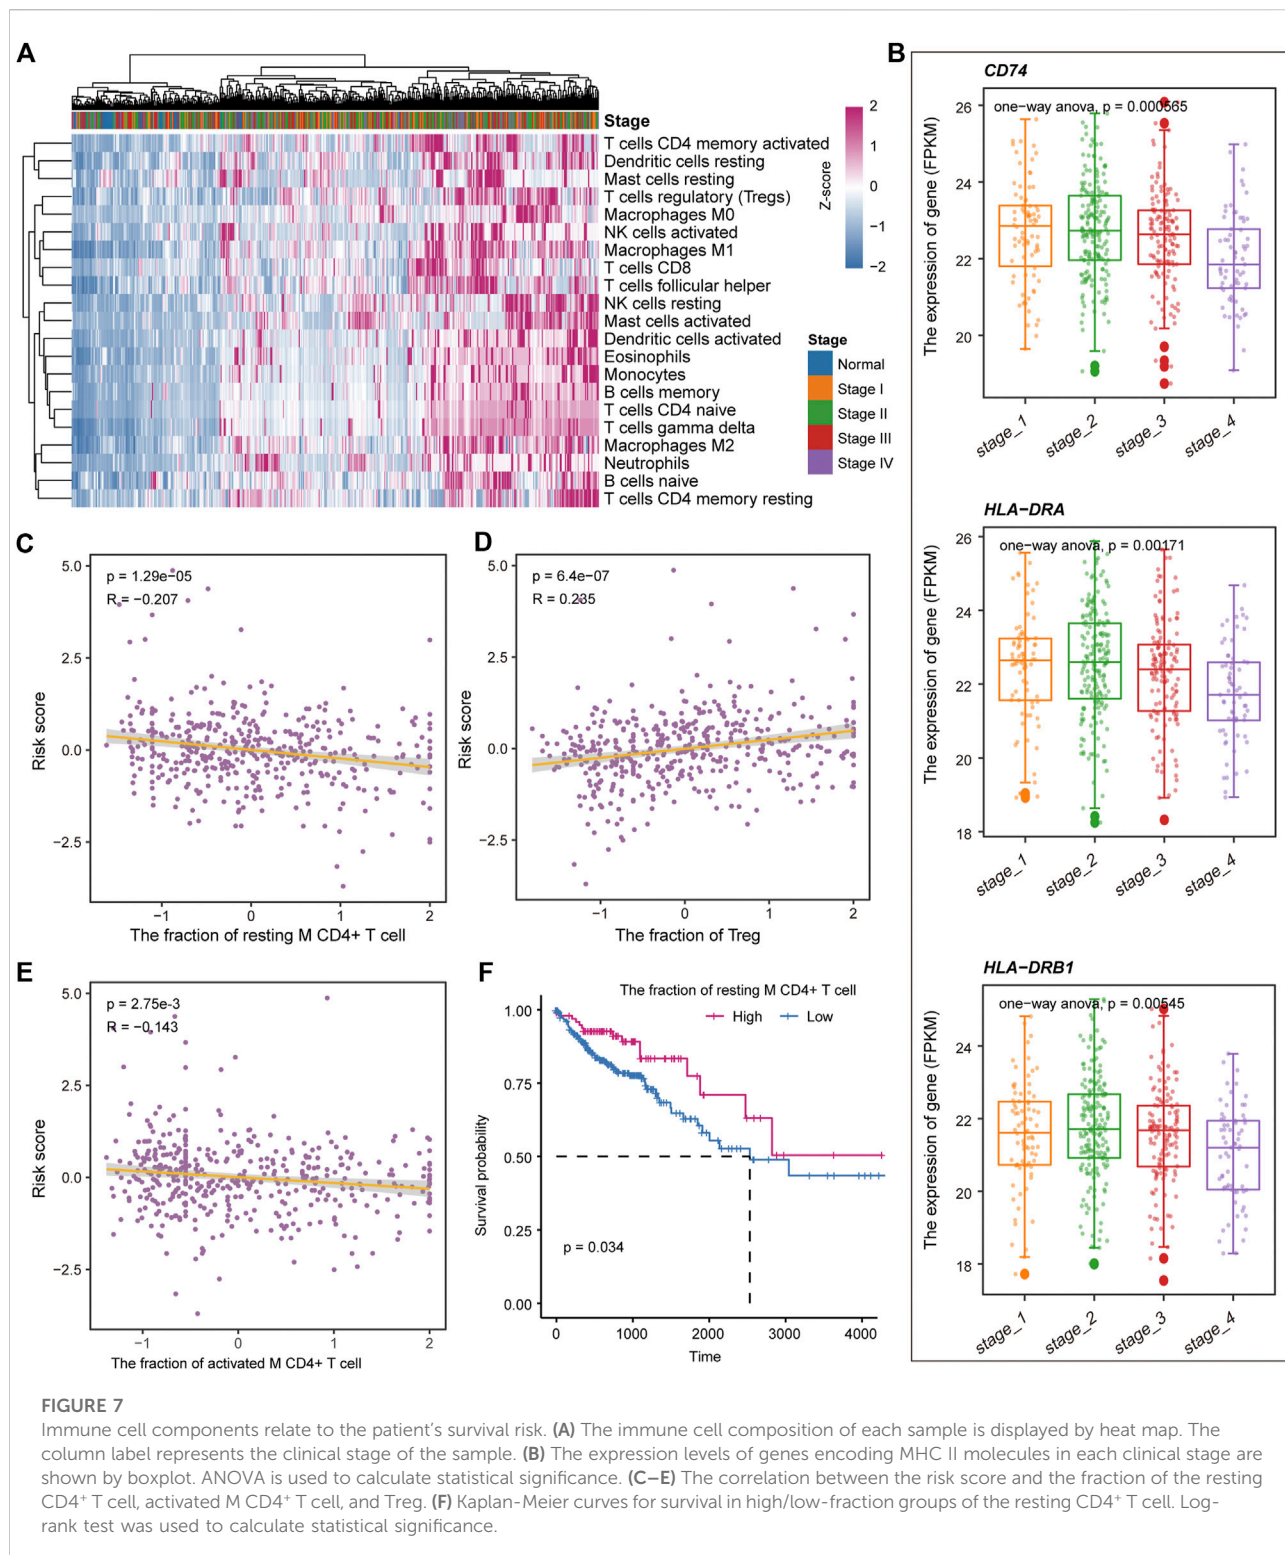 A
Stage
T cells CD4 memory activated
Dendritic cells resting
Mast cells resting
T cells regulatory (Tregs)
Macrophages M0
NK cells activated
Macrophages M1
T cells CD8
T cells follicular helper
NK cells resting
Mast cells activated
Dendritic cells activated
Eosinophils
Monocytes
B cells memory
T cells CD4 naive
T cells gamma delta
Macrophages M2
Neutrophils
B cells naive
T cells CD4 memory resting
2
1
0
−1
−2
Z-score
Stage
Normal
Stage I
Stage II
Stage III
Stage IV
B
CD74
one-way anova, p = 0.000565
The expression of gene (FPKM)
26
24
22
20
stage_1
stage_2
stage_3
stage_4
HLA−DRA
one-way anova, p = 0.00171
The expression of gene (FPKM)
26
24
22
20
18
stage_1
stage_2
stage_3
stage_4
HLA−DRB1
one-way anova, p = 0.00545
The expression of gene (FPKM)
24
22
20
18
stage_1
stage_2
stage_3
stage_4
C
p = 1.29e−05
R = −0.207
Risk score
5.0
2.5
0.0
−2.5
−1
0
1
2
The fraction of resting M CD4+ T cell
D
p = 6.4e−07
R = 0.235
Risk score
5.0
2.5
0.0
−2.5
−1
0
1
2
The fraction of Treg
E
p = 2.75e-3
R = −0.143
Risk score
5.0
2.5
0.0
−2.5
−1
0
1
2
The fraction of activated M CD4+ T cell
F
The fraction of resting M CD4+ T cell
High
Low
Survival probability
1.00
0.75
0.50
0.25
0.00
p = 0.034
0
1000
2000
3000
4000
Time
FIGURE 7
Immune cell components relate to the patient's survival risk. (A) The immune cell composition of each sample is displayed by heat map. The
column label represents the clinical stage of the sample. (B) The expression levels of genes encoding MHC II molecules in each clinical stage are
shown by boxplot. ANOVA is used to calculate statistical significance. (C–E) The correlation between the risk score and the fraction of the resting
CD4⁺ T cell, activated M CD4⁺ T cell, and Treg. (F) Kaplan-Meier curves for survival in high/low-fraction groups of the resting CD4⁺ T cell. Log-
rank test was used to calculate statistical significance.